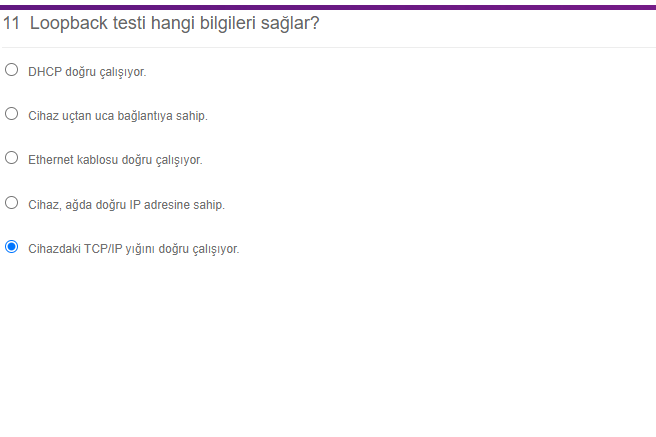 11 Loopback testi hangi bilgileri sağlar?
DHCP doğru çalışıyor.
Cihaz uçtan uca bağlantıya sahip.
Ethernet kablosu doğru çalışıyor.
Cihaz, ağda doğru IP adresine sahip.
Cihazdaki TCP/IP yığını doğru çalışıyor.